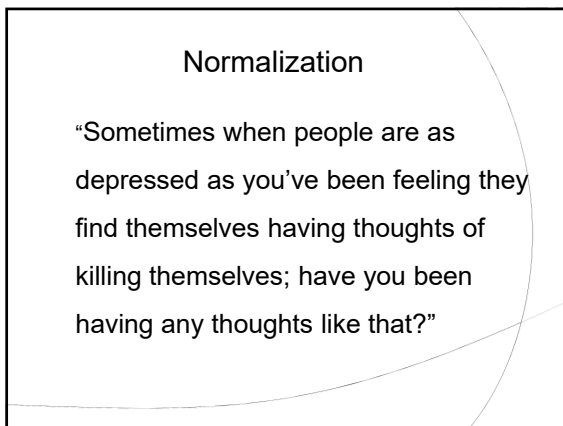 Normalization
“Sometimes when people are as
depressed as you’ve been feeling they
find themselves having thoughts of
killing themselves; have you been
having any thoughts like that?”